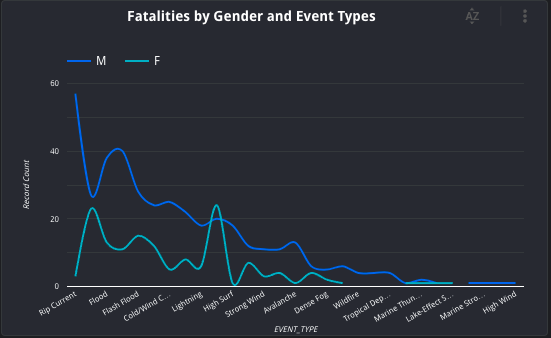 Fatalities by Gender and Event Types
AZ
M
F
60
40
20
0
Record Count
Rip Current
Flood
Flash Flood
Cold/Wind C...
Lightning
High Surf
Strong Wind
Avalanche
Dense Fog
Wildfire
Tropical Dep...
Marine Thun...
Lake-Effect S...
Marine Stro...
High Wind
EVENT_TYPE